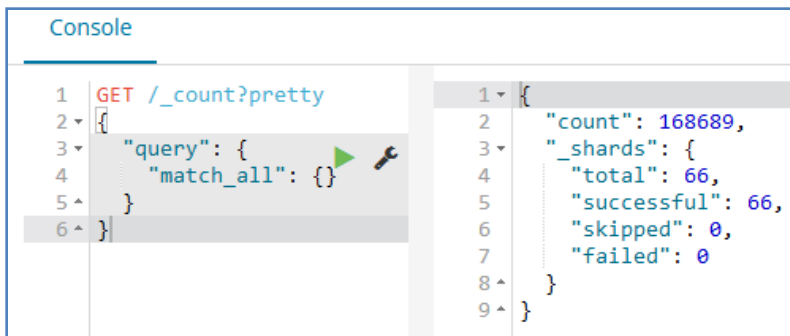 Console
1 GET /_count?pretty
2 {
3 "query": {
4 "match_all": {}
5 }
6 }
1 {
2 "count": 168689,
3 "_shards": {
4 "total": 66,
5 "successful": 66,
6 "skipped": 0,
7 "failed": 0
8 }
9 }